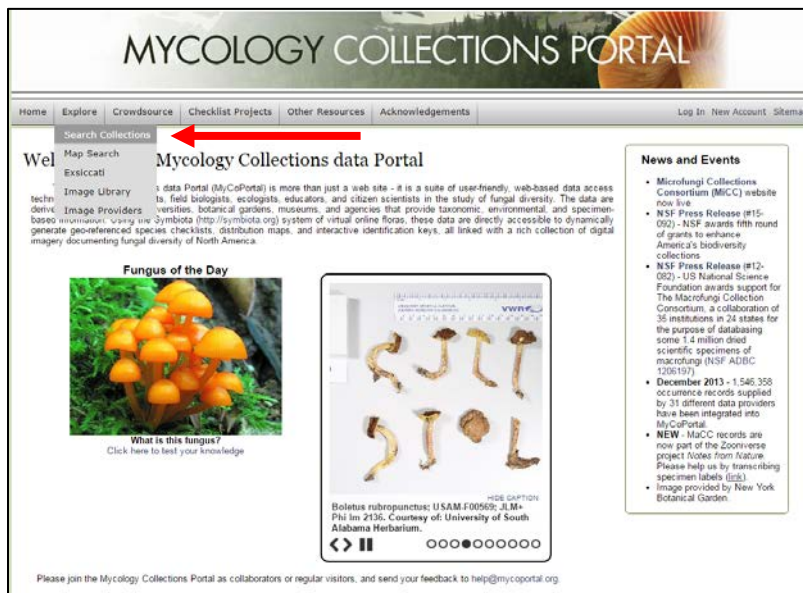 MYCOLOGY COLLECTIONS PORTAL
Home Explore Crowdsource Checklist Projects Other Resources Acknowledgements Log In New Account Sitema
Search Collections
Map Search
Exsiccati
Image Library
Image Providers
Wel Mycology Collections data Portal
s data Portal (MyCoPortal) is more than just a web site - it is a suite of user-friendly, web-based data access
techn ts, field biologists, ecologists, educators, and citizen scientists in the study of fungal diversity. The data are
derive versities, botanical gardens, museums, and agencies that provide taxonomic, environmental, and specimen-
based information. Using the Symbiota (http://symbiota.org) system of virtual online floras, these data are directly accessible to dynamically
generate geo-referenced species checklists, distribution maps, and interactive identification keys, all linked with a rich collection of digital
imagery documenting fungal diversity of North America.
Fungus of the Day
What is this fungus?
Click here to test your knowledge
vwr
HIDE CAPTION
Boletus rubropunctus; USAM-F00569; JLM+
Phi lm 2136. Courtesy of: University of South
Alabama Herbarium.
News and Events
• Microfungi Collections
Consortium (MiCC) website
now live
• NSF Press Release (#15-
092) - NSF awards fifth round
of grants to enhance
America's biodiversity
collections
• NSF Press Release (#12-
082) - US National Science
Foundation awards support for
The Macrofungi Collection
Consortium, a collaboration of
35 institutions in 24 states for
the purpose of databasing
some 1.4 million dried
scientific specimens of
macrofungi (NSF ADBC
1206197)
• December 2013 - 1,546,358
occurrence records supplied
by 31 different data providers
have been integrated into
MyCoPortal.
• NEW - MaCC records are
now part of the Zooniverse
project Notes from Nature.
Please help us by transcribing
specimen labels (link).
• Image provided by New York
Botanical Garden.
Please join the Mycology Collections Portal as collaborators or regular visitors, and send your feedback to help@mycoportal.org.